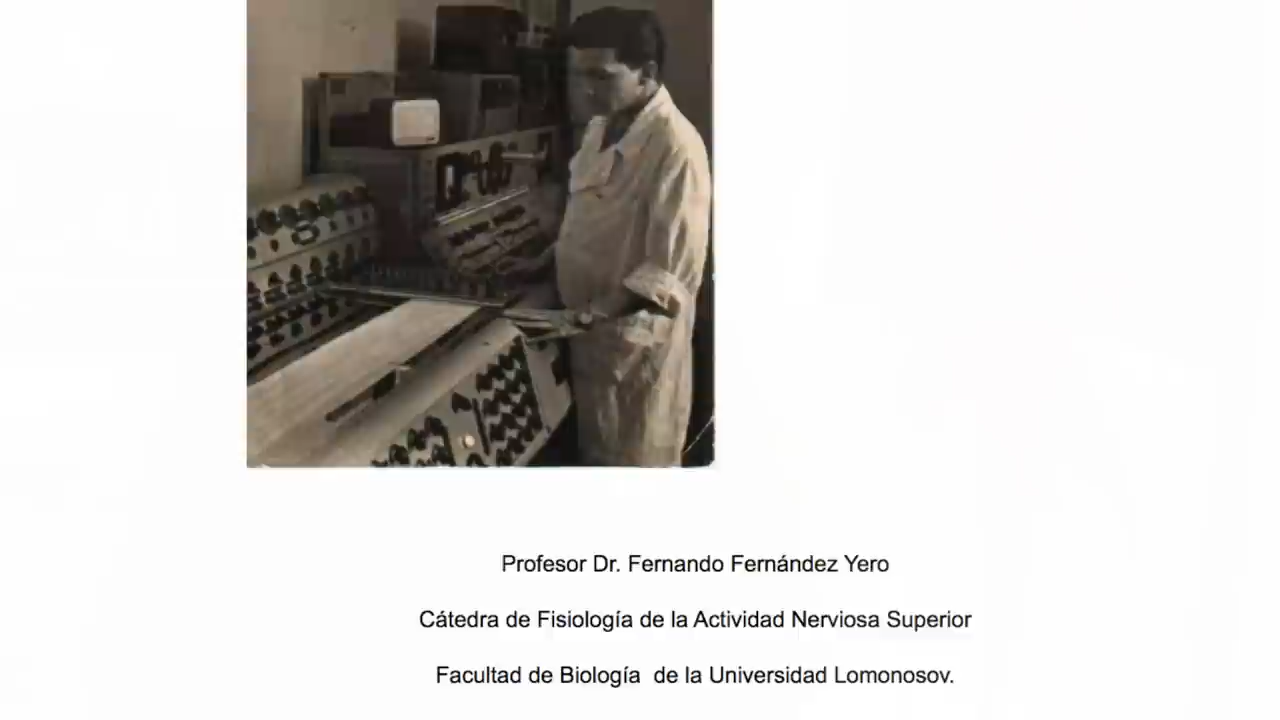 Profesor Dr. Fernando Fernández Yero
Cátedra de Fisiología de la Actividad Nerviosa Superior
Facultad de Biología de la Universidad Lomonosov.